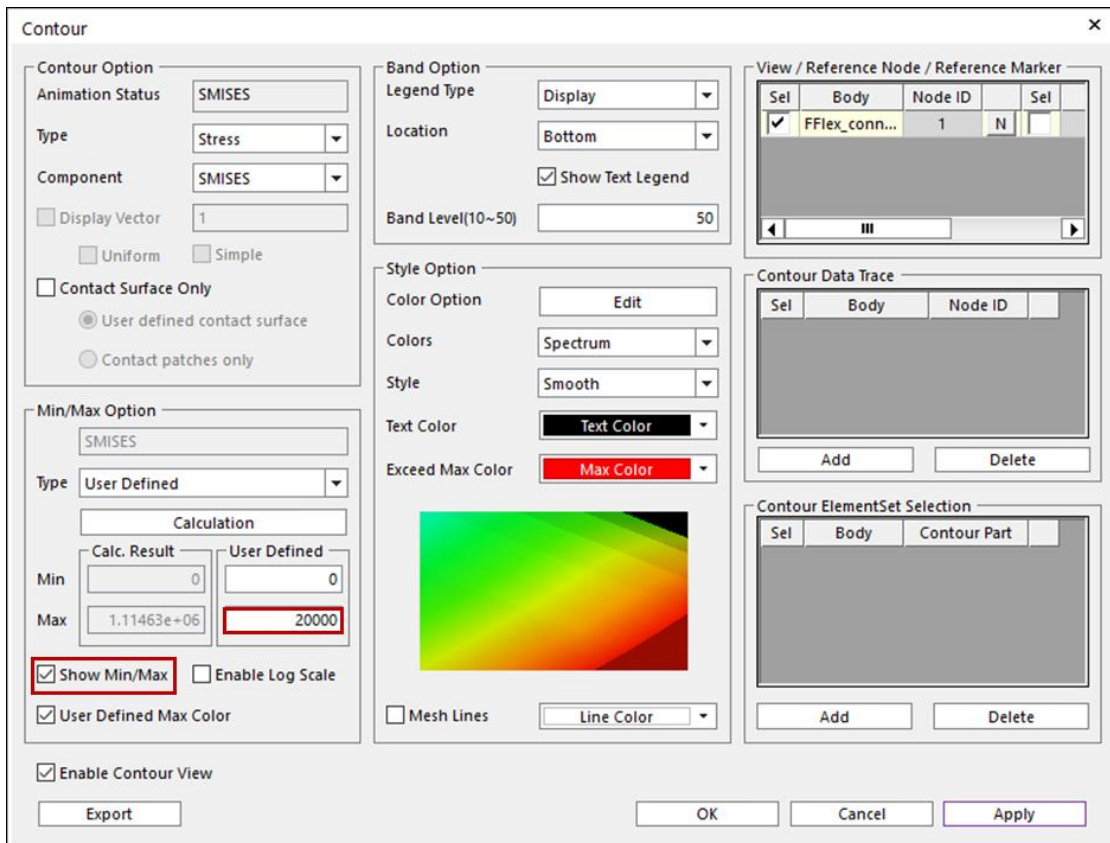 Contour
Contour Option
Animation Status SMISES
Type Stress
Component SMISES
Display Vector 1
Uniform Simple
Contact Surface Only
User defined contact surface
Contact patches only
Min/Max Option
SMISES
Type User Defined
Calculation
Calc. Result User Defined
Min 0 0
Max 1.11463e+06 20000
Show Min/Max Enable Log Scale
User Defined Max Color
Enable Contour View
Export
Band Option
Legend Type Display
Location Bottom
Show Text Legend
Band Level(10~50) 50
Style Option
Color Option Edit
Colors Spectrum
Style Smooth
Text Color Text Color
Exceed Max Color Max Color
Mesh Lines Line Color
View / Reference Node / Reference Marker
Sel Body Node ID Sel
FFlex_conn... 1 N
Contour Data Trace
Sel Body Node ID
Add Delete
Contour ElementSet Selection
Sel Body Contour Part
Add Delete
OK Cancel Apply